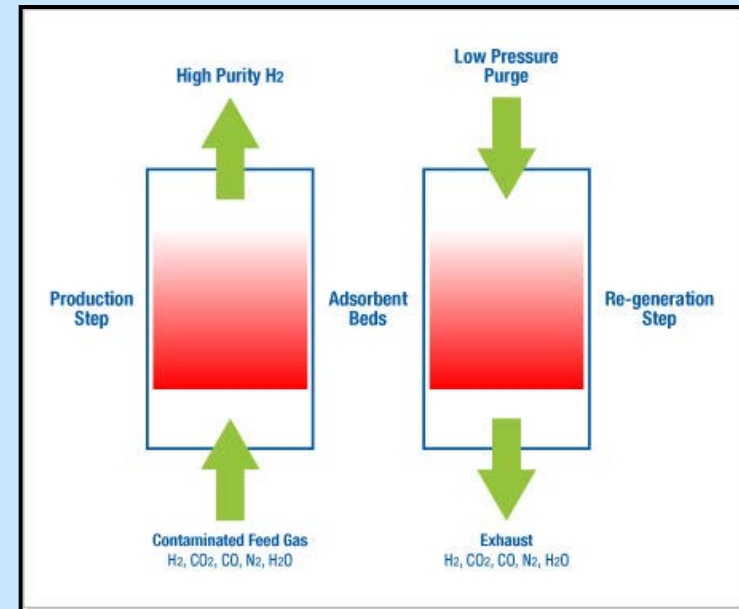 High Purity H2
Low Pressure
Purge
Production
Step
Adsorbent
Beds
Re-generation
Step
Contaminated Feed Gas
H2, CO2, CO, N2, H2O
Exhaust
H2, CO2, CO, N2, H2O